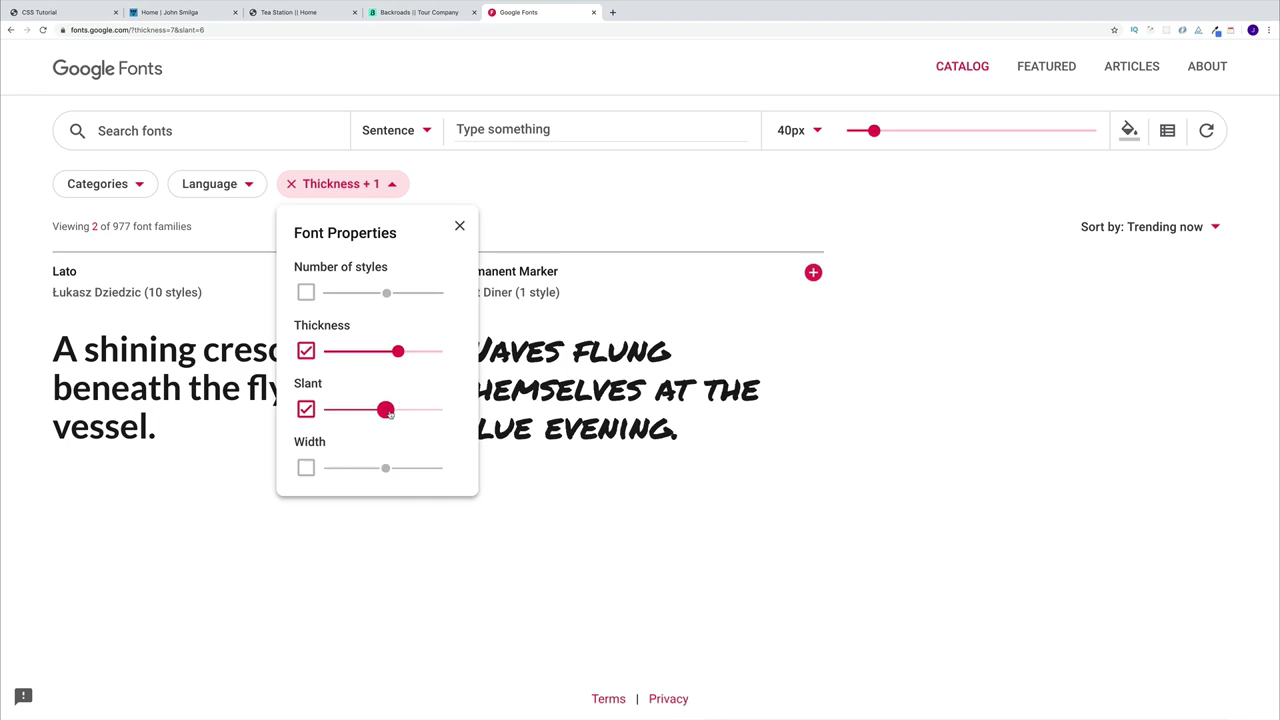 CSS Tutorial
Home | John Smilga
Tea Station || Home
Backroads || Tour Company
Google Fonts
fonts.google.com/?thickness=7&slant=6
Google Fonts
CATALOG
FEATURED
ARTICLES
ABOUT
Search fonts
Sentence
Type something
40px
Categories
Language
Thickness + 1
Viewing 2 of 977 font families
Sort by: Trending now
Font Properties
Number of styles
Thickness
Slant
Width
Lato
Łukasz Dziedzic (10 styles)
A shining cresc
beneath the fly
vessel.
manent Marker
t Diner (1 style)
WAVES FLUNG
HEMSELVES AT THE
LUE EVENING.
Terms | Privacy